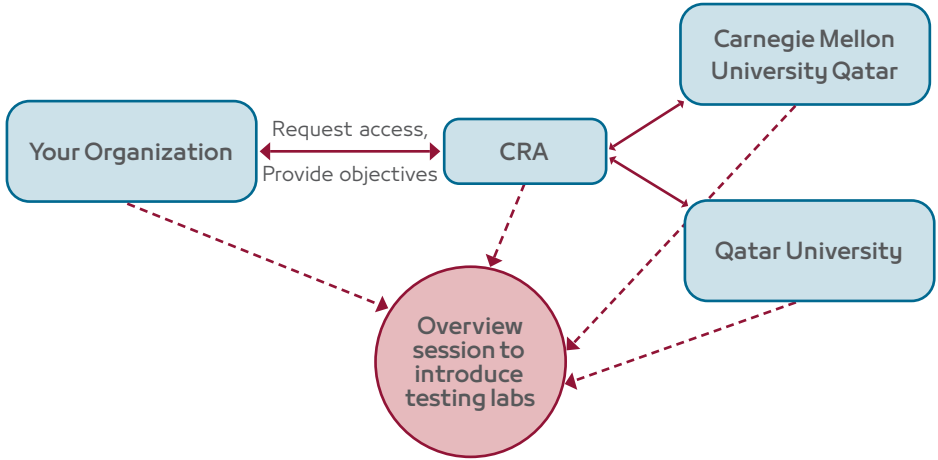 Carnegie Mellon
University Qatar
Your Organization
Request access,
Provide objectives
CRA
Qatar University
Overview
session to
introduce
testing labs